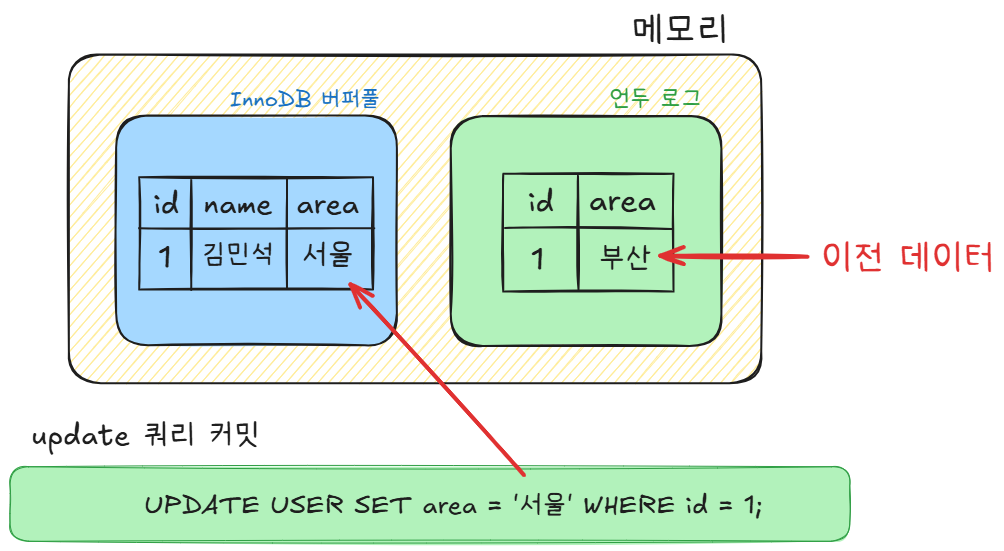 메모리
InnoDB 버퍼풀
언두 로그
id name area
1 김민석 서울
id area
1 부산
이전 데이터
update 쿼리 커밋
UPDATE USER SET area = '서울' WHERE id = 1;